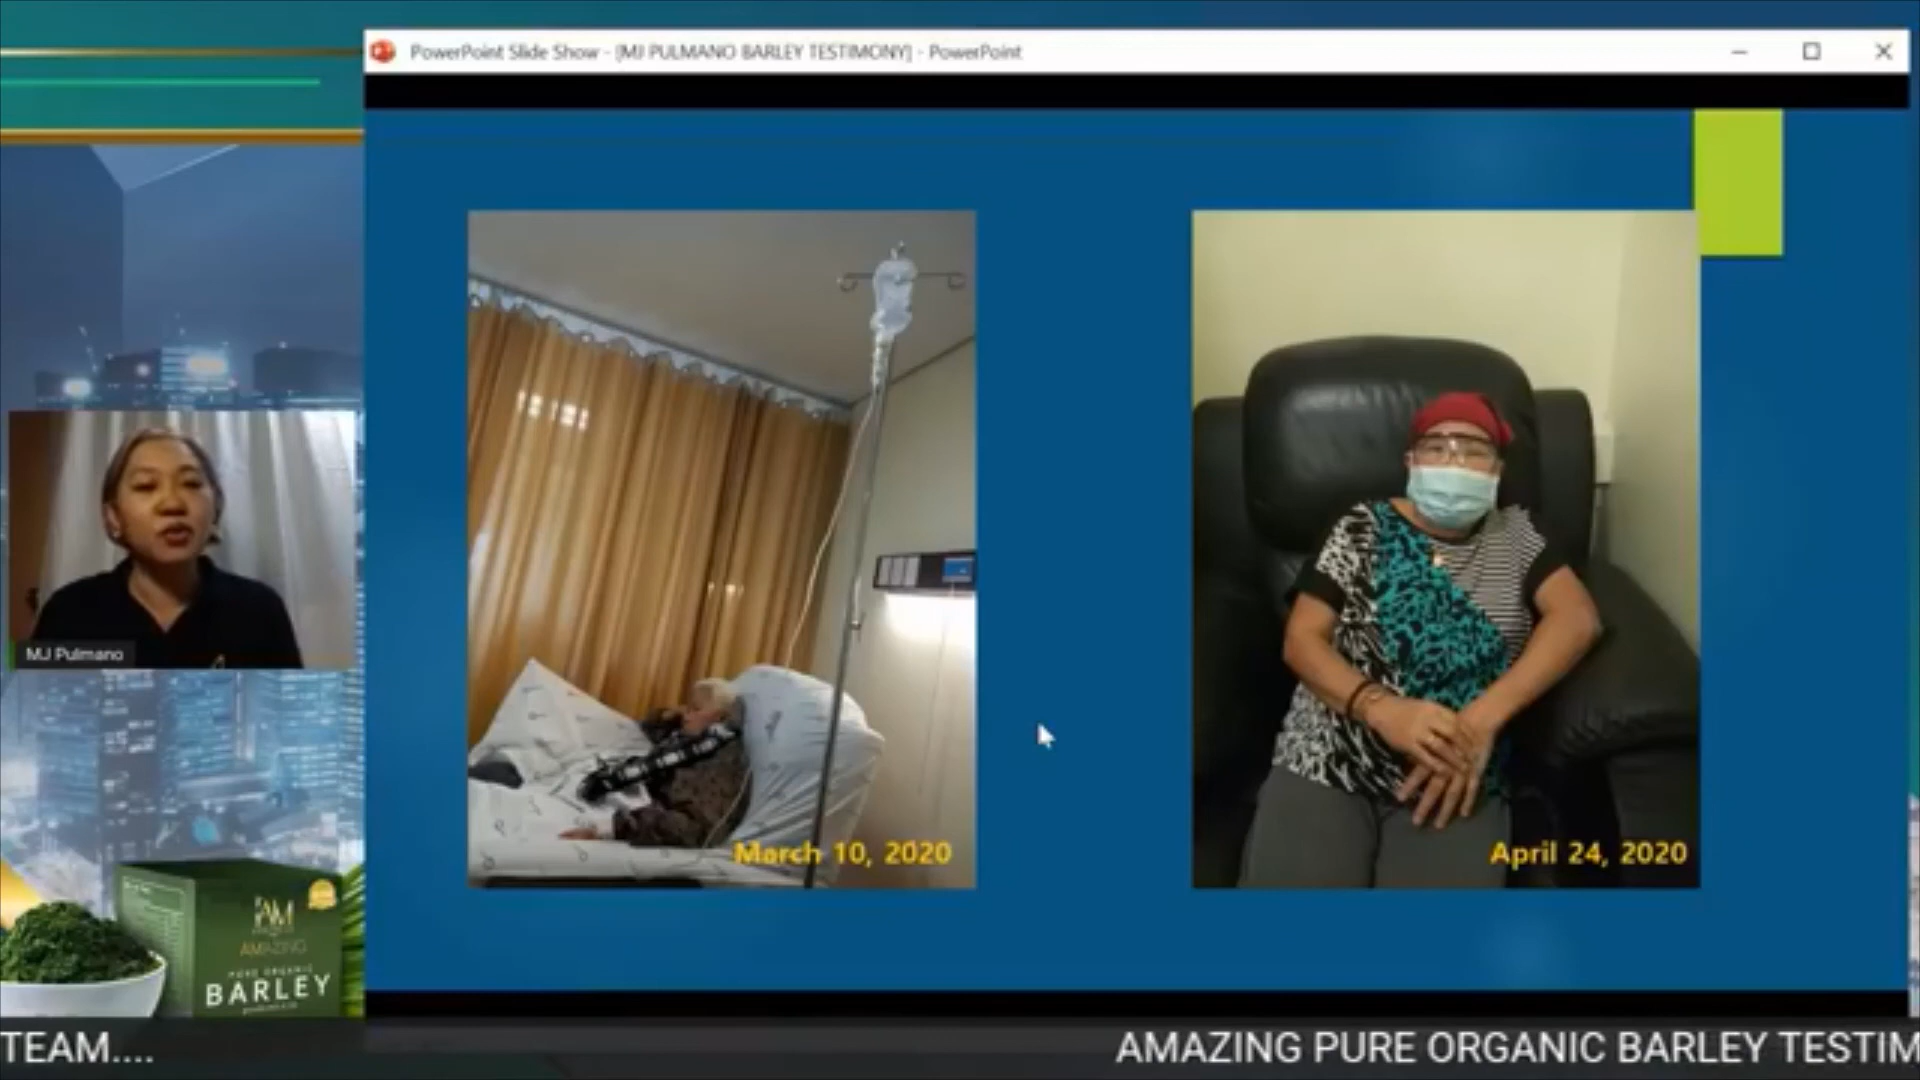 PowerPoint Slide Show - [MJ PULMANO BARLEY TESTIMONY] - PowerPoint
March 10, 2020
April 24, 2020
MJ Pulmano
AM
AMAZING
PURE ORGANIC
BARLEY
TEAM....
AMAZING PURE ORGANIC BARLEY TESTIM